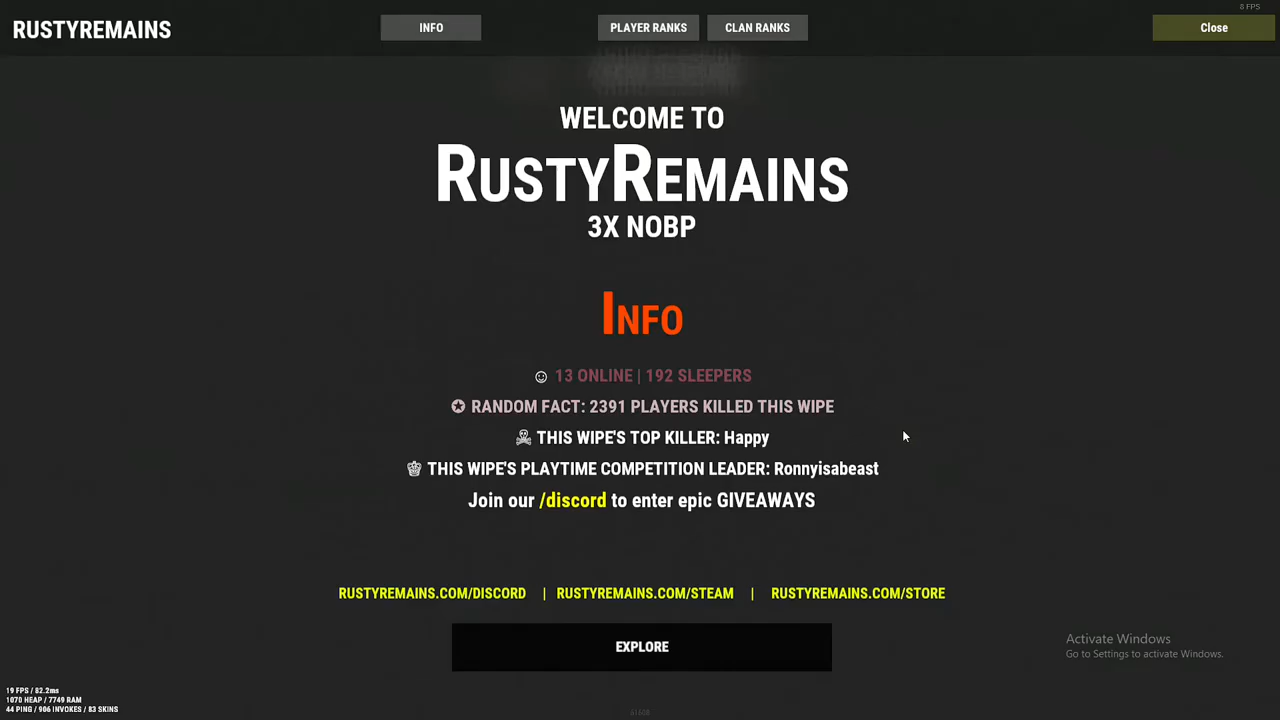 RUSTYREMAINS
INFO
PLAYER RANKS
CLAN RANKS
Close
WELCOME TO
RUSTYREMAINS
3X NOBP
INFO
13 ONLINE | 192 SLEEPERS
RANDOM FACT: 2391 PLAYERS KILLED THIS WIPE
THIS WIPE'S TOP KILLER: Happy
THIS WIPE'S PLAYTIME COMPETITION LEADER: Ronnyisabeast
Join our /discord to enter epic GIVEAWAYS
RUSTYREMAINS.COM/DISCORD | RUSTYREMAINS.COM/STEAM | RUSTYREMAINS.COM/STORE
EXPLORE
Activate Windows
Go to Settings to activate Windows.
19 FPS / 82.2ms
1070 HEAP / 7749 RAM
44 PING / 906 INVOKES / 83 SKINS